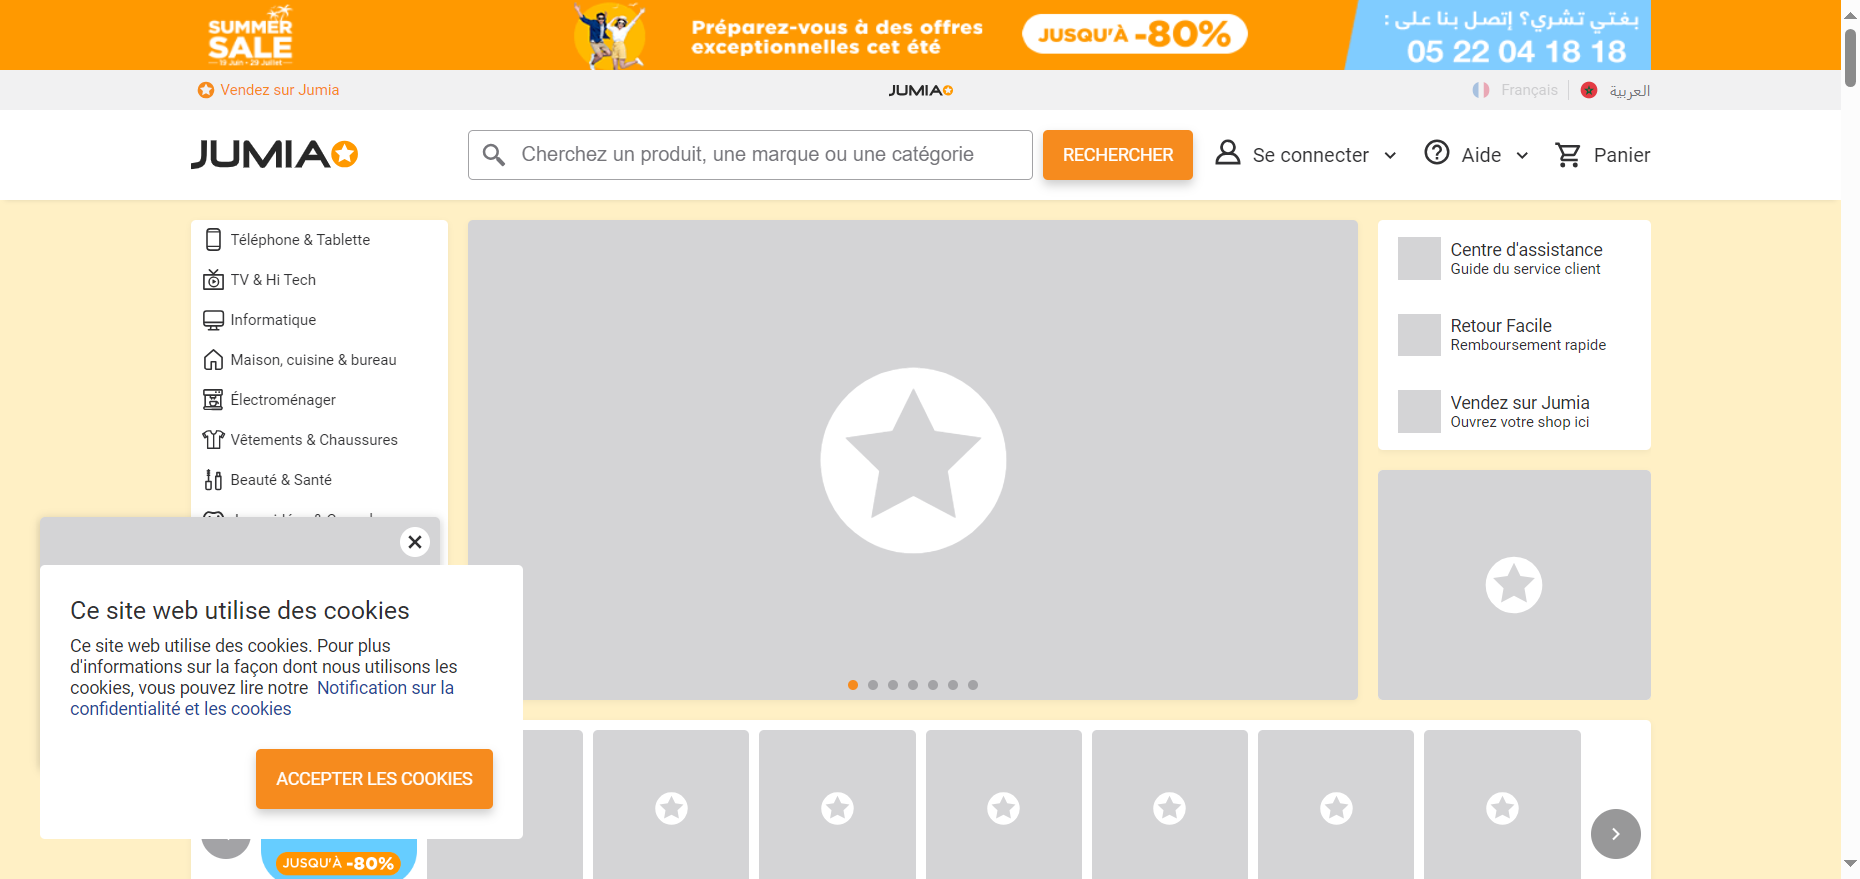 SUMMER
SALE
19 Juin - 29 Juillet
Préparez-vous à des offres
exceptionnelles cet été
JUSQU'À -80%
بغيتي تشري؟ إتصل بنا على :
05 22 04 18 18
Vendez sur Jumia
JUMIA
Français
العربية
JUMIA
Cherchez un produit, une marque ou une catégorie
RECHERCHER
Se connecter
Aide
Panier
Téléphone & Tablette
TV & Hi Tech
Informatique
Maison, cuisine & bureau
Électroménager
Vêtements & Chaussures
Beauté & Santé
Centre d'assistance
Guide du service client
Retour Facile
Remboursement rapide
Vendez sur Jumia
Ouvrez votre shop ici
Ce site web utilise des cookies
Ce site web utilise des cookies. Pour plus
d'informations sur la façon dont nous utilisons les
cookies, vous pouvez lire notre Notification sur la
confidentialité et les cookies
ACCEPTER LES COOKIES
JUSQU'À -80%